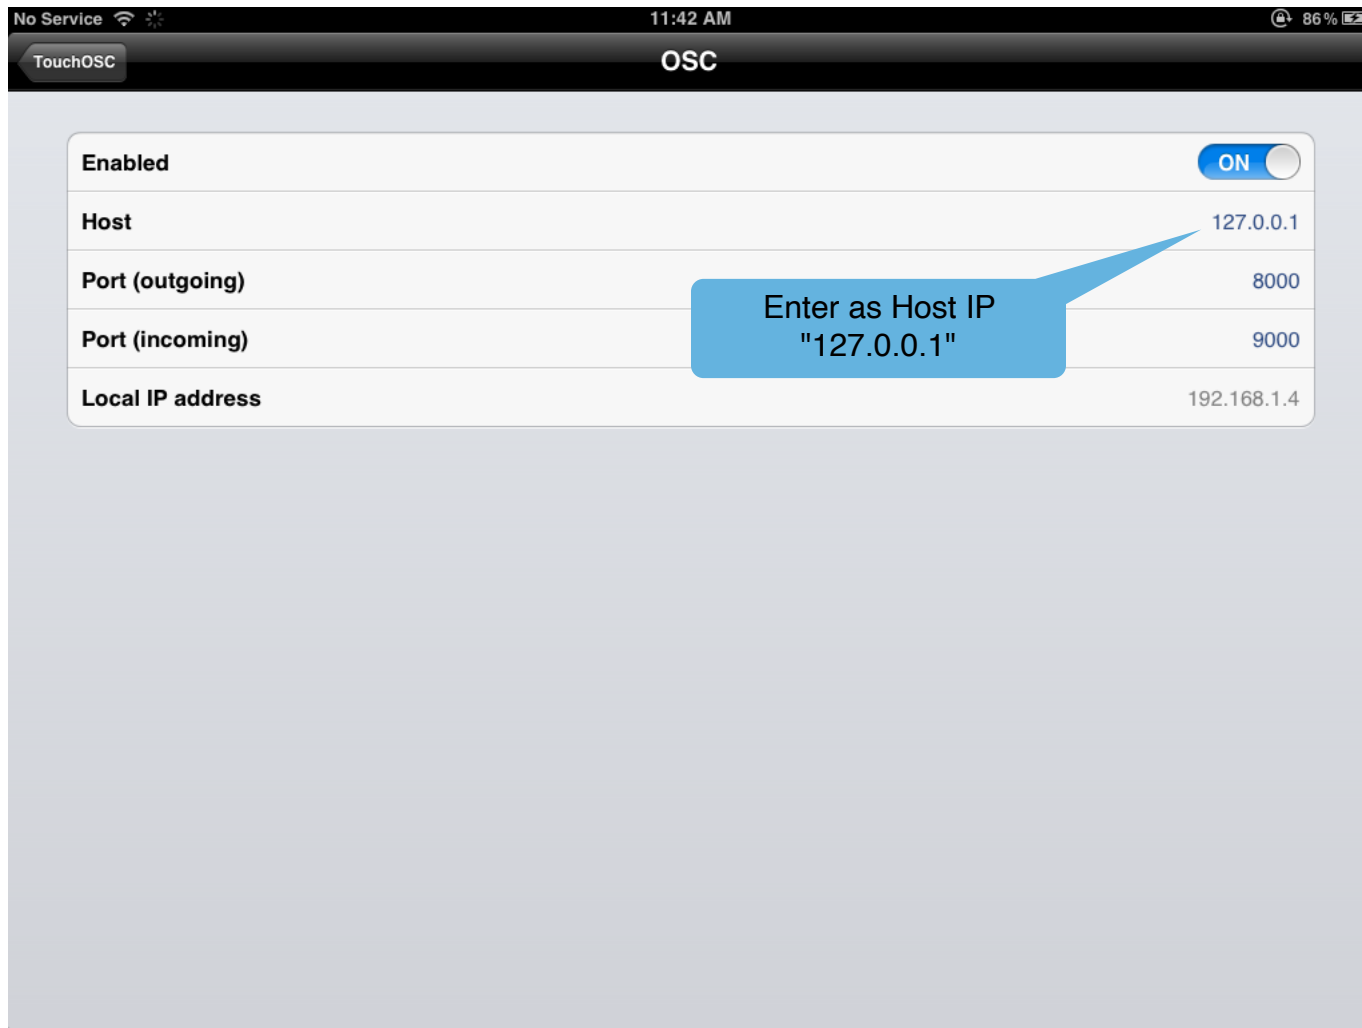 No Service 11:42 AM 86%
TouchOSC OSC
Enabled ON
Host 127.0.0.1
Port (outgoing) 8000
Enter as Host IP
"127.0.0.1"
Port (incoming) 9000
Local IP address 192.168.1.4